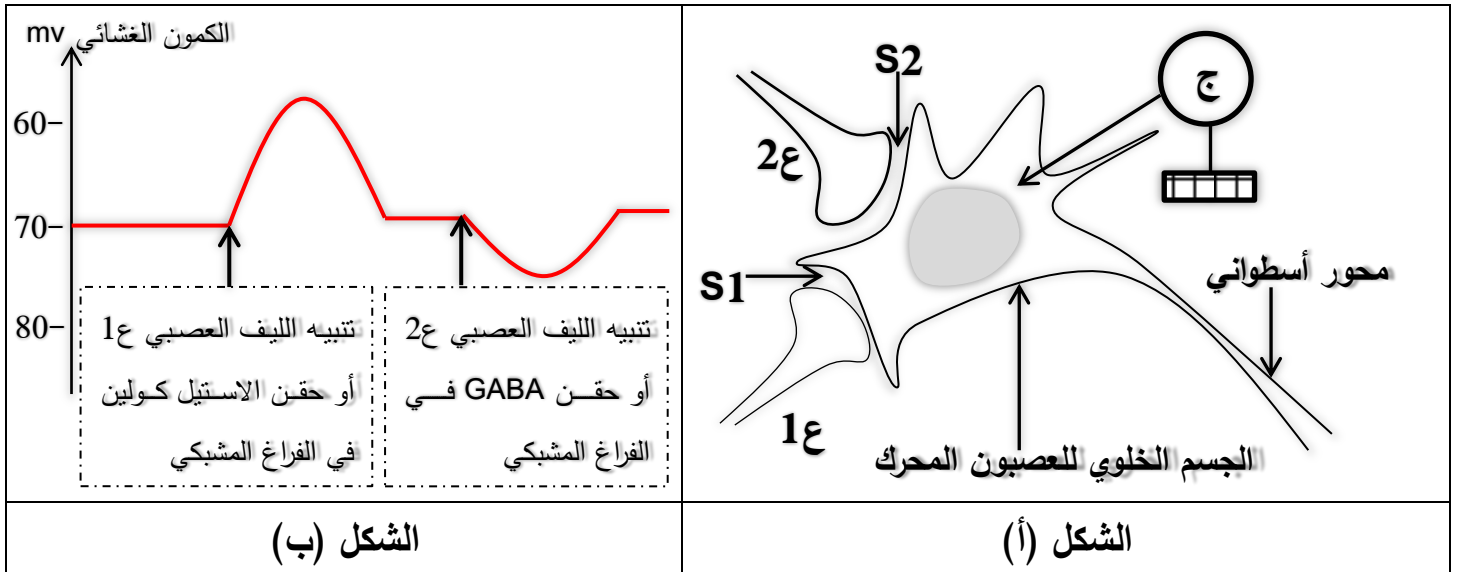 S2
ج
ع2
S1
محور أسطواني
ع1
الجسم الخلوي للعصبون المحرك
الشكل (أ)
الكمون الغشائي mv
60−
70−
80−
تنبيه الليف العصبي ع1
أو حقن الاستيل كولين
في الفراغ المشبكي
تنبيه الليف العصبي ع2
أو حقن GABA في
الفراغ المشبكي
الشكل (ب)